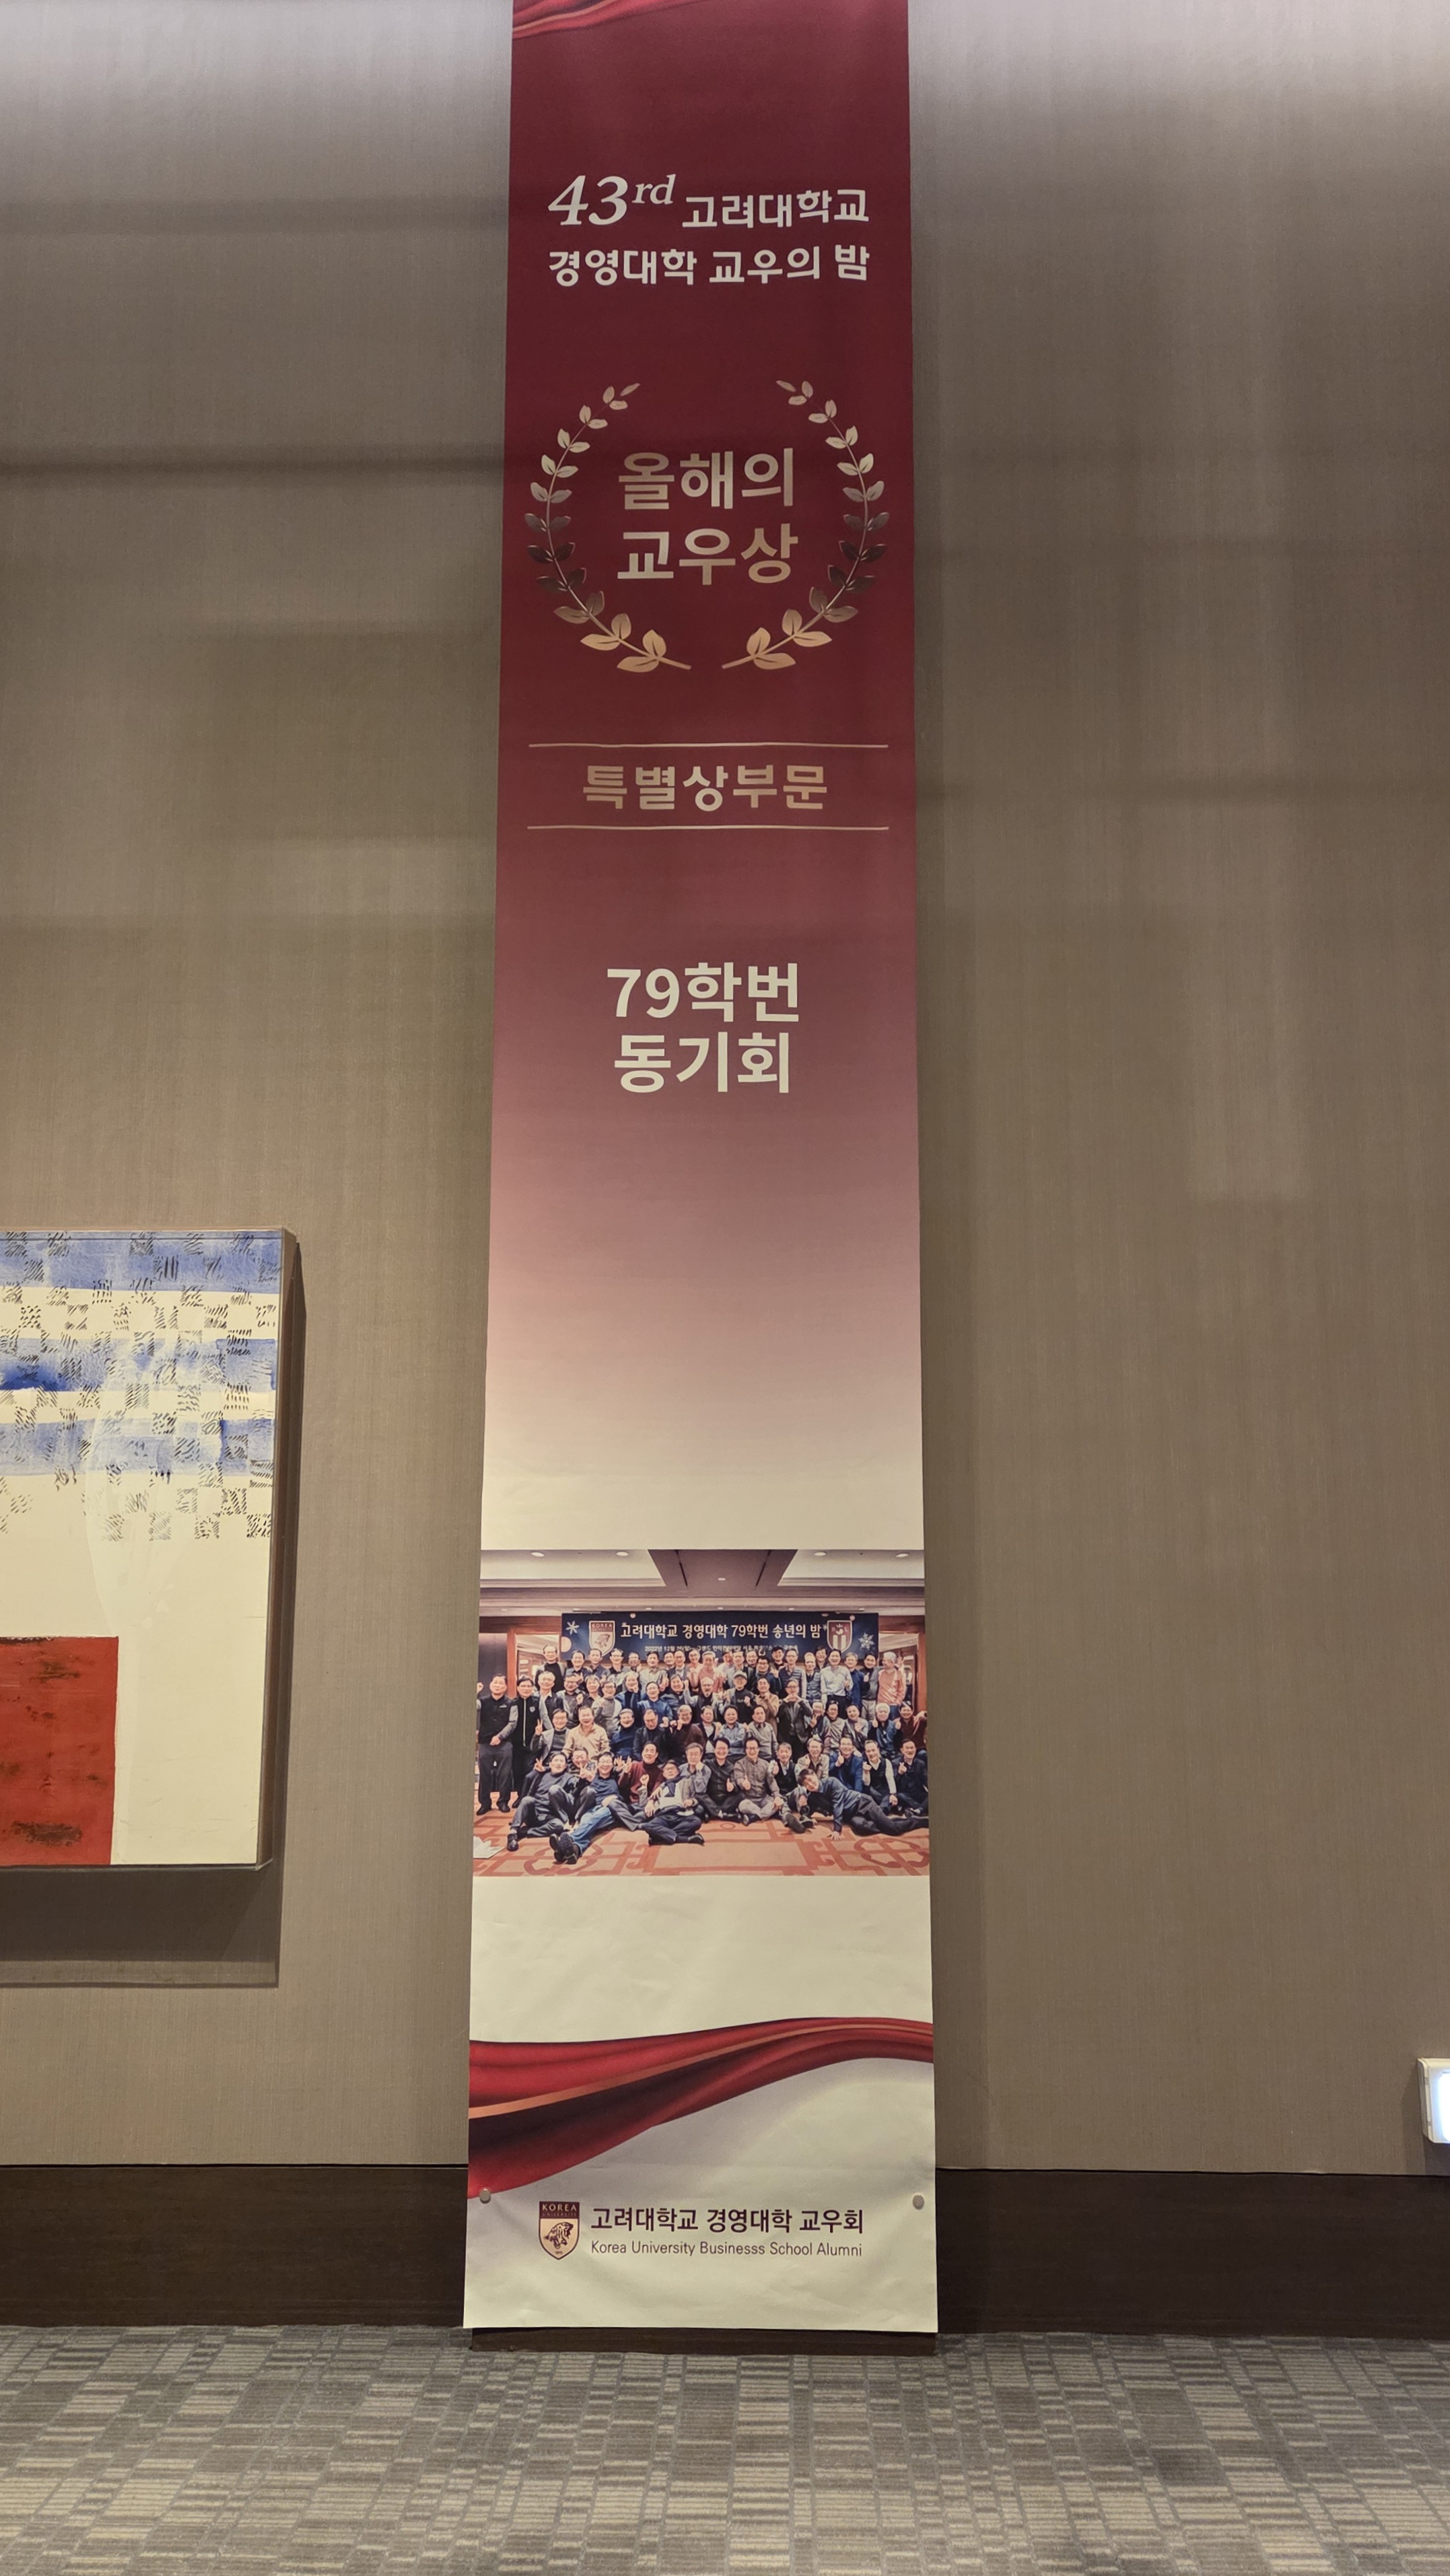 43rd 고려대학교
경영대학 교우의 밤
올해의
교우상
특별상부문
79학번
동기회
고려대학교 경영대학 79학번 송년의 밤
KOREA
고려대학교 경영대학 교우회
Korea University Businesss School Alumni